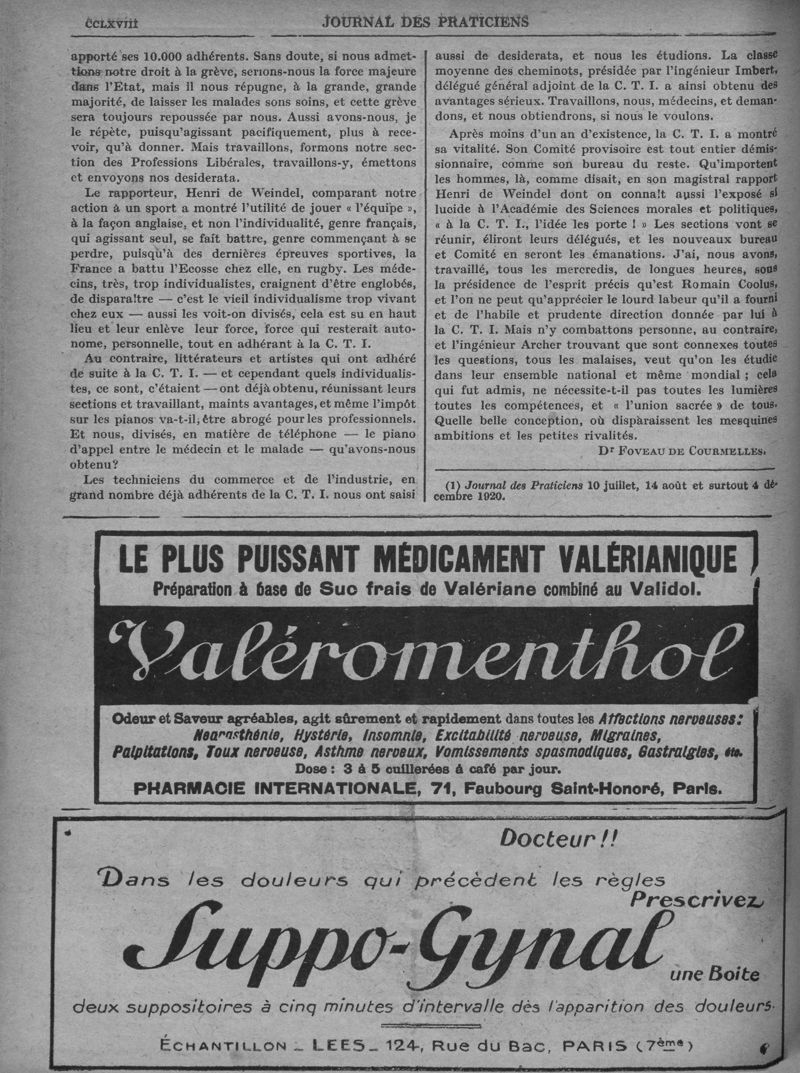 CCLXVIII
JOURNAL DES PRATICIENS
apporté ses 10.000 adhérents. Sans doute, si nous admet-
tions notre droit à la grève, serions-nous la force majeure
dans l'Etat, mais il nous répugne, à la grande, grande
majorité, de laisser les malades sons soins, et cette grève
sera toujours repoussée par nous. Aussi avons-nous, je
le répète, puisqu'agissant pacifiquement, plus à rece-
voir, qu'à donner. Mais travaillons, formons notre sec-
tion des Professions Libérales, travaillons-y, émettons
et envoyons nos desiderata.
Le rapporteur, Henri de Weindel, comparant notre
action à un sport a montré l'utilité de jouer « l'équipe »,
à la façon anglaise, et non l'individualité, genre français,
qui agissant seul, se fait battre, genre commençant à se
perdre, puisqu'à des dernières épreuves sportives, la
France a battu l'Ecosse chez elle, en rugby. Les méde-
cins, très, trop individualistes, craignent d'être englobés,
de disparaître — c'est le vieil individualisme trop vivant
chez eux — aussi les voit-on divisés, cela est su en haut
lieu et leur enlève leur force, force qui resterait auto-
nome, personnelle, tout en adhérant à la C. T. I.
Au contraire, littérateurs et artistes qui ont adhéré
de suite à la C. T. I. — et cependant quels individualis-
tes, ce sont, c'étaient — ont déjà obtenu, réunissant leurs
sections et travaillant, maints avantages, et même l'impôt
sur les pianos va-t-il, être abrogé pour les professionnels.
Et nous, divisés, en matière de téléphone — le piano
d'appel entre le médecin et le malade — qu'avons-nous
obtenu?
Les techniciens du commerce et de l'industrie, en
grand nombre déjà adhérents de la C. T. I. nous ont saisi
aussi de desiderata, et nous les étudions. La classe
moyenne des cheminots, présidée par l'ingénieur Imbert,
délégué général adjoint de la C. T. I. a ainsi obtenu des
avantages sérieux. Travaillons, nous, médecins, et deman-
dons, et nous obtiendrons, si nous le voulons.
Après moins d'un an d'existence, la C. T. I. a montré
sa vitalité. Son Comité provisoire est tout entier démis-
sionnaire, comme son bureau du reste. Qu'importent
les hommes, là, comme disait, en son magistral rapport
Henri de Weindel dont on connaît aussi l'exposé si
lucide à l'Académie des Sciences morales et politiques,
« à la C. T. I., l'idée les porte ! » Les sections vont se
réunir, éliront leurs délégués, et les nouveaux bureau
et Comité en seront les émanations. J'ai, nous avons,
travaillé, tous les mercredis, de longues heures, sous
la présidence de l'esprit précis qu'est Romain Coolus,
et l'on ne peut qu'apprécier le lourd labeur qu'il a fourni
et de l'habile et prudente direction donnée par lui à
la C. T. I. Mais n'y combattons personne, au contraire,
et l'ingénieur Archer trouvant que sont connexes toutes
les questions, tous les malaises, veut qu'on les étudie
dans leur ensemble national et même mondial ; cela
qui fut admis, ne nécessite-t-il pas toutes les lumières
toutes les compétences, et « l'union sacrée » de tous.
Quelle belle conception, où disparaissent les mesquines
ambitions et les petites rivalités.
Dr FOVEAU DE COURMELLES.
(1) Journal des Praticiens 10 juillet, 14 août et surtout 4 dé-
cembre 1920.
LE PLUS PUISSANT MÉDICAMENT VALÉRIANIQUE
Préparation à base de Suc frais de Valériane combiné au Validol.
Valéromenthol
Odeur et Saveur agréables, agit sûrement et rapidement dans toutes les Affections nerveuses :
Neurasthénie, Hystérie, Insomnie, Excitabilité nerveuse, Migraines,
Palpitations, Toux nerveuse, Asthme nerveux, Vomissements spasmodiques, Gastralgies, etc.
Dose : 3 à 5 cuillerées à café par jour.
PHARMACIE INTERNATIONALE, 71, Faubourg Saint-Honoré, Paris.
Docteur !!
Dans les douleurs qui précèdent les règles
Prescrivez
Suppo-Gynal
une Boite
deux suppositoires à cinq minutes d'intervalle dès l'apparition des douleurs.
ÉCHANTILLON _ LEES _ 124, Rue du Bac, PARIS (7ème)